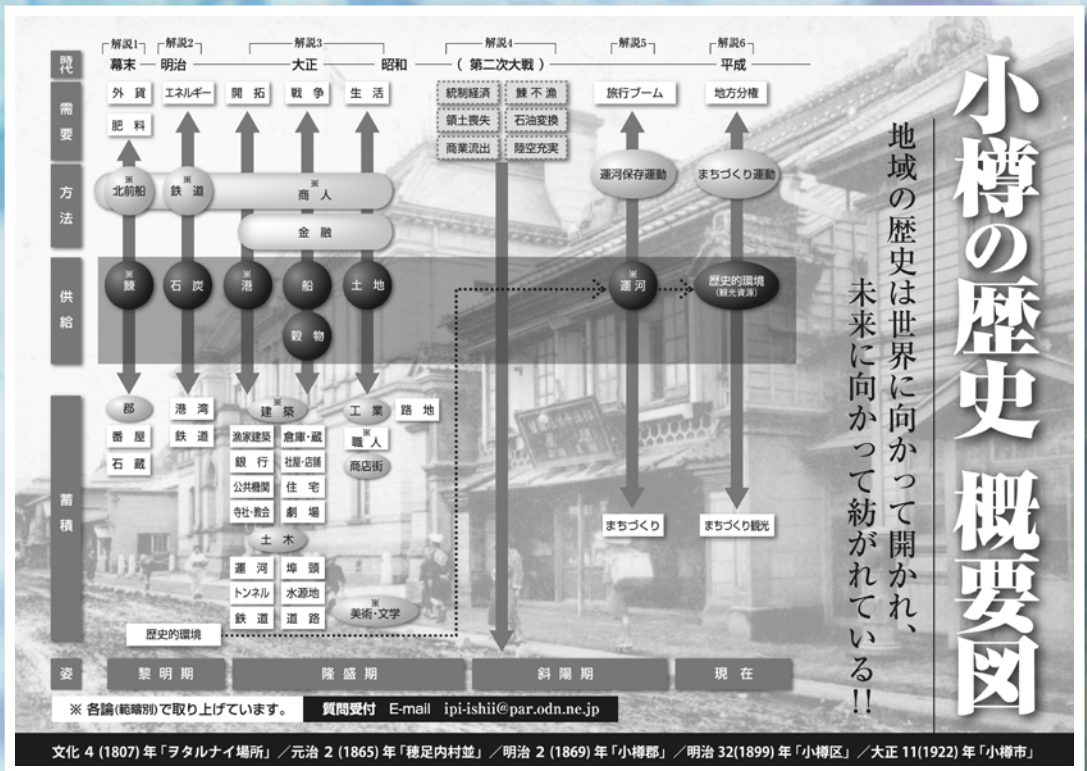 小樽の歴史 概要図
地域の歴史は世界に向かって開かれ、
未来に向かって紡がれている!!
解説1
解説2
解説3
解説4
解説5
解説6
時代
幕末
明治
大正
昭和
(第二次大戦)
平成
需要
外貨
エネルギー
開拓
戦争
生活
統制経済
鰊不漁
旅行ブーム
地方分権
肥料
領土喪失
石油変換
商業流出
陸空充実
方法
※北前船
※鉄道
※商人
運河保存運動
まちづくり運動
金融
供給
※鰊
石炭
※港
船
土地
※運河
歴史的環境
(観光資源)
穀物
蓄積
郡
港湾
※建築
工業
路地
番屋
鉄道
漁家建築
倉庫・蔵
※職人
石蔵
銀行
社屋・店舗
商店街
公共機関
住宅
寺社・教会
劇場
まちづくり
まちづくり観光
土木
運河
埠頭
トンネル
水源地
※美術・文学
鉄道
道路
歴史的環境
姿
黎明期
隆盛期
斜陽期
現在
※ 各論(範疇別)で取り上げています。
質問受付 E-mail ipi-ishii@par.odn.ne.jp
文化4(1807)年「ヲタルナイ場所」/元治2(1865)年「穂足内村並」/明治2(1869)年「小樽郡」/明治32(1899)年「小樽区」/大正11(1922)年「小樽市」